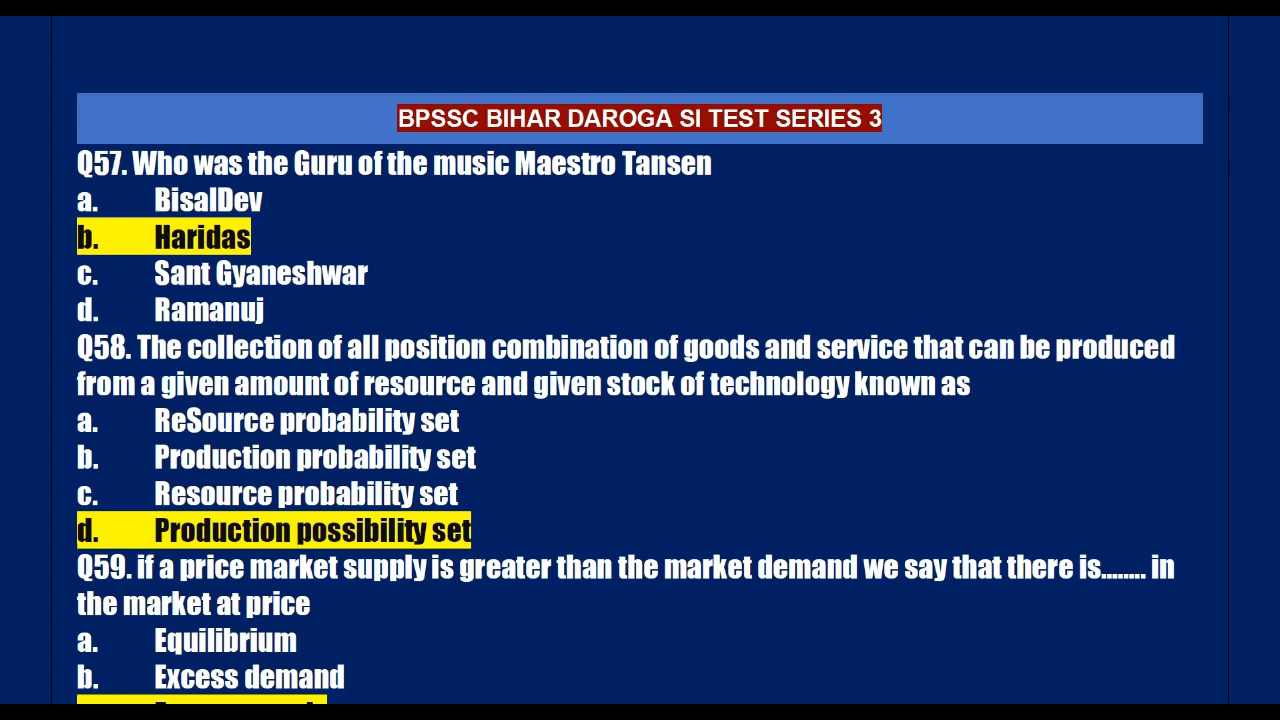 BPSSC BIHAR DAROGA SI TEST SERIES 3
Q57. Who was the Guru of the music Maestro Tansen
a. BisalDev
b. Haridas
c. Sant Gyaneshwar
d. Ramanuj
Q58. The collection of all position combination of goods and service that can be produced
from a given amount of resource and given stock of technology known as
a. ReSource probability set
b. Production probability set
c. Resource probability set
d. Production possibility set
Q59. if a price market supply is greater than the market demand we say that there is........ in
the market at price
a. Equilibrium
b. Excess demand